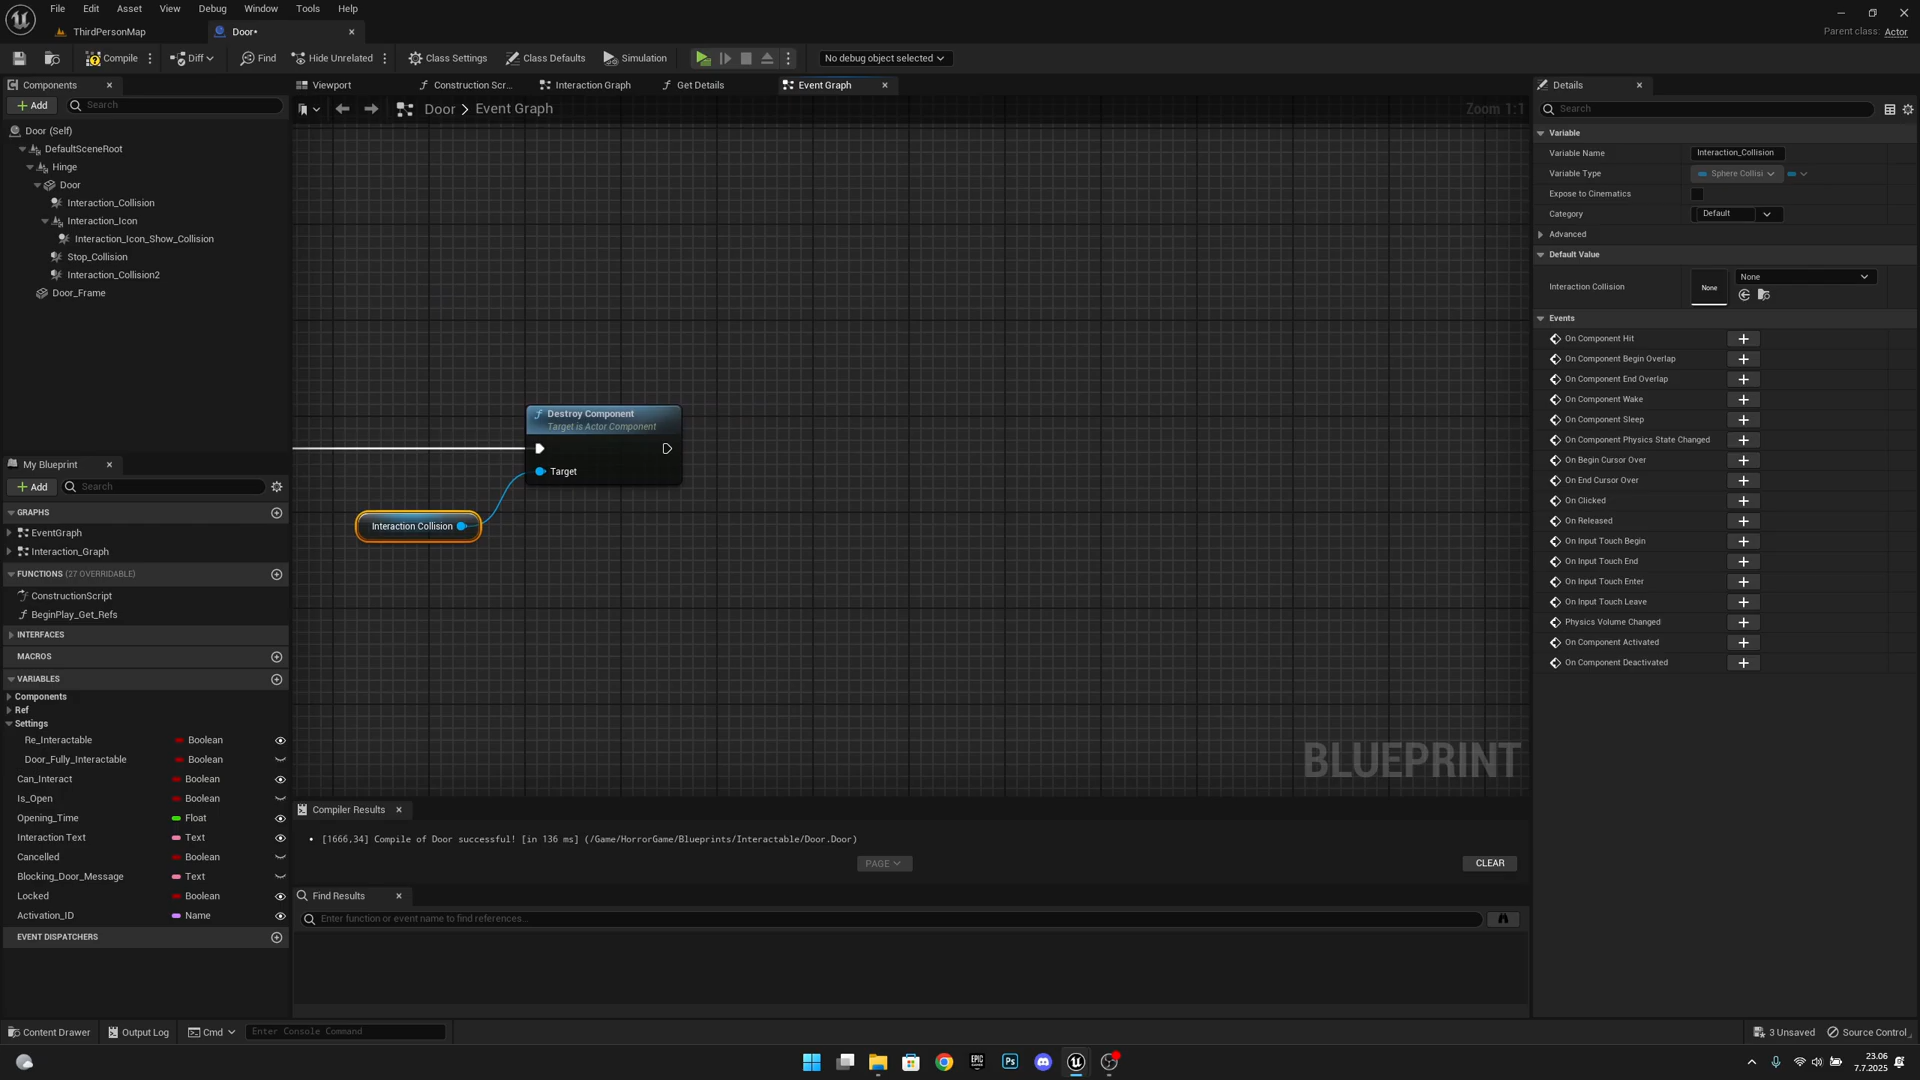 File Edit Asset View Debug Window Tools Help
ThirdPersonMap Door•
Parent class: Actor
Compile Diff Find Hide Unrelated Class Settings Class Defaults Simulation No debug object selected
Components
Add Search
Door (Self)
DefaultSceneRoot
Hinge
Door
Interaction_Collision
Interaction_Icon
Interaction_Icon_Show_Collision
Stop_Collision
Interaction_Collision2
Door_Frame
My Blueprint
Add Search
GRAPHS
EventGraph
Interaction_Graph
FUNCTIONS (27 OVERRIDABLE)
ConstructionScript
BeginPlay_Get_Refs
INTERFACES
MACROS
VARIABLES
Components
Ref
Settings
Re_Interactable Boolean
Door_Fully_Interactable Boolean
Can_Interact Boolean
Is_Open Boolean
Opening_Time Float
Interaction Text Text
Cancelled Boolean
Blocking_Door_Message Text
Locked Boolean
Activation_ID Name
EVENT DISPATCHERS
Viewport Construction Scr... Interaction Graph Get Details Event Graph
Door > Event Graph
Zoom 1:1
Destroy Component
Target is Actor Component
Target
Interaction Collision
BLUEPRINT
Compiler Results
• [1666,34] Compile of Door successful! [in 136 ms] (/Game/HorrorGame/Blueprints/Interactable/Door.Door)
PAGE
CLEAR
Find Results
Enter function or event name to find references...
Details
Search
Variable
Variable Name Interaction_Collision
Variable Type Sphere Collisi
Expose to Cinematics
Category Default
Advanced
Default Value
Interaction Collision None None
Events
On Component Hit
On Component Begin Overlap
On Component End Overlap
On Component Wake
On Component Sleep
On Component Physics State Changed
On Begin Cursor Over
On End Cursor Over
On Clicked
On Released
On Input Touch Begin
On Input Touch End
On Input Touch Enter
On Input Touch Leave
Physics Volume Changed
On Component Activated
On Component Deactivated
Content Drawer Output Log Cmd Enter Console Command
3 Unsaved Source Control
EPIC
Ps
23.06
7.7.2025